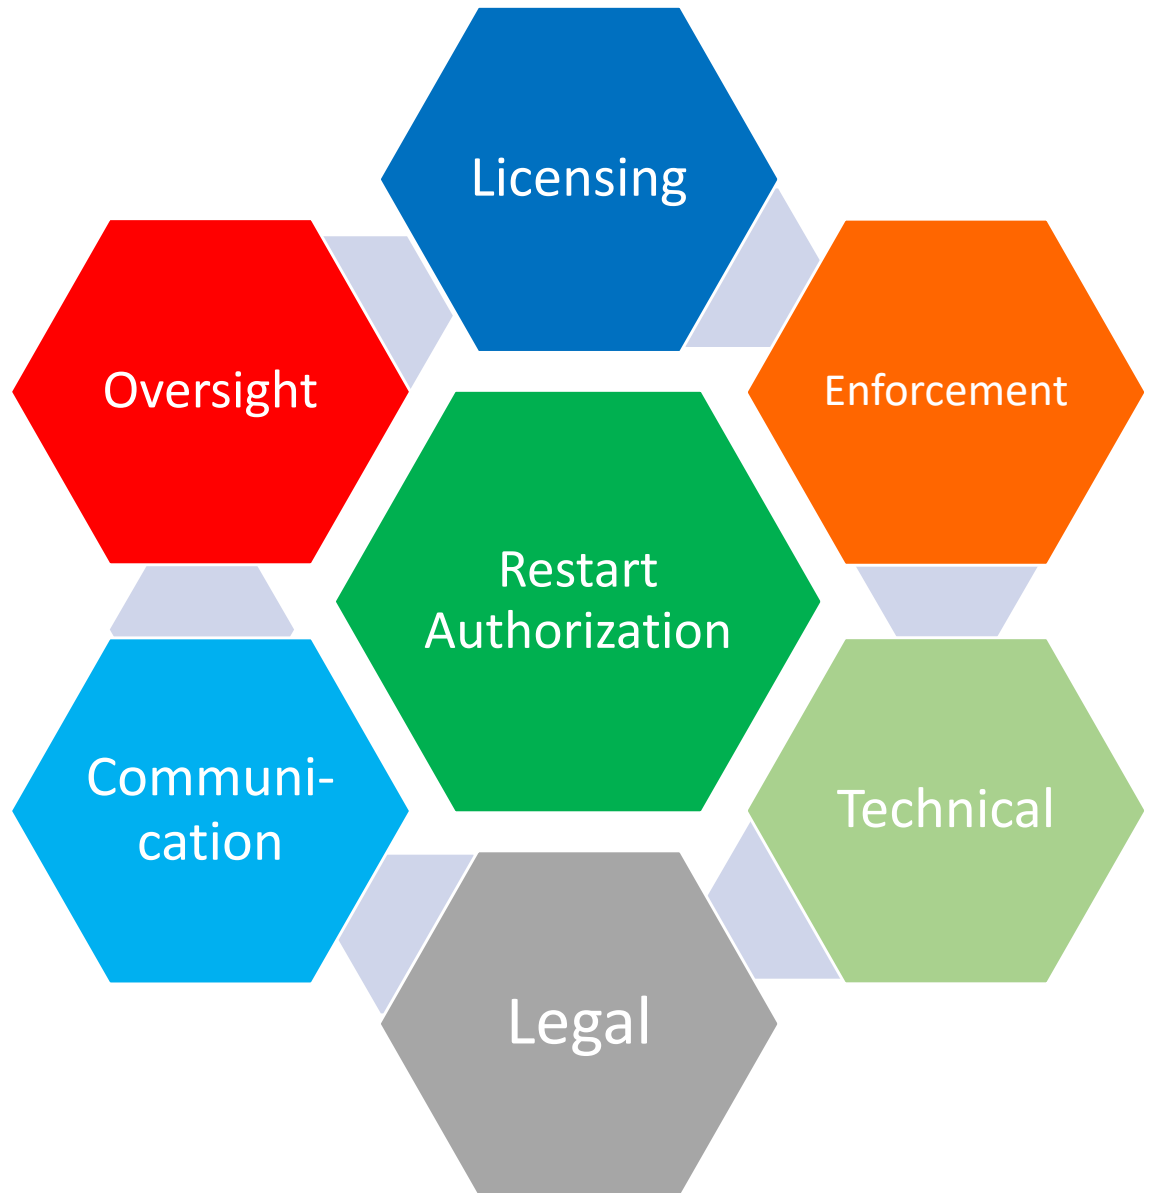 Licensing
Oversight
Enforcement
Restart
Authorization
Communi-
cation
Technical
Legal